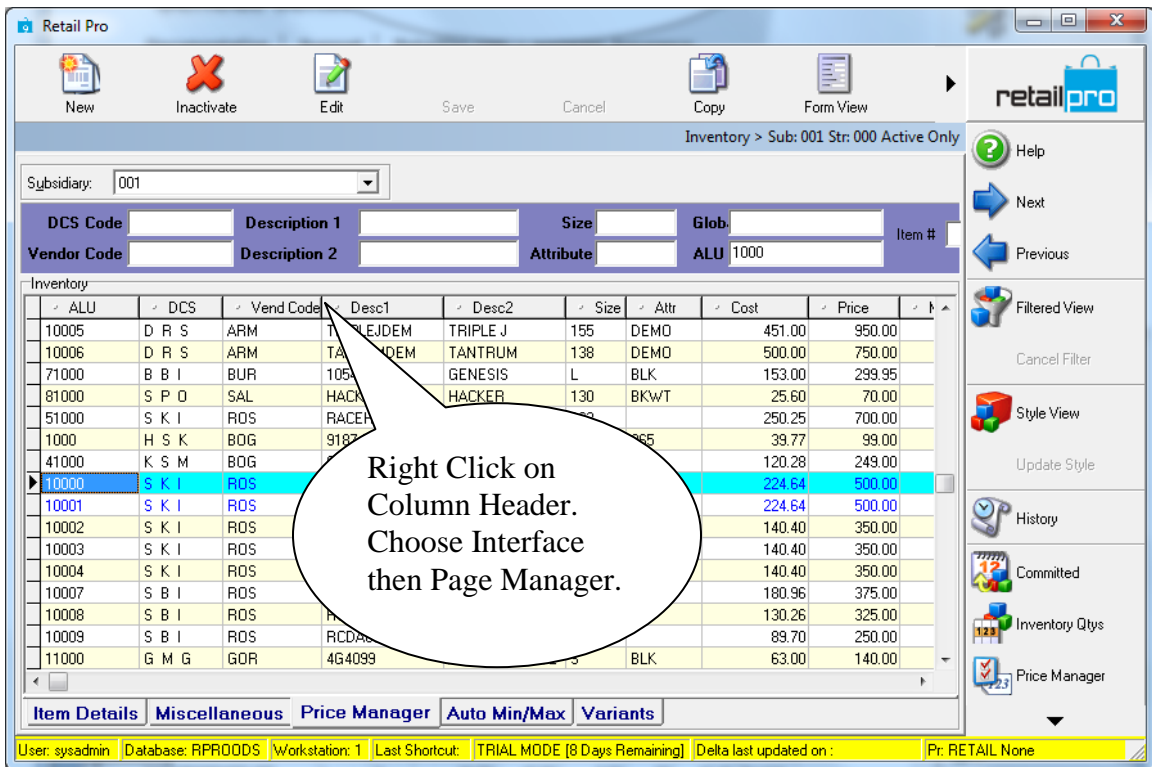 Retail Pro
New Inactivate Edit Save Cancel Copy Form View
retailpro
Inventory > Sub: 001 Str: 000 Active Only
Subsidiary: 001
DCS Code Description 1 Size Glob. Item #
Vendor Code Description 2 Attribute ALU 1000
Inventory
ALU DCS Vend Code Desc1 Desc2 Size Attr Cost Price
10005 D R S ARM TRIPLEJDEM TRIPLE J 155 DEMO 451.00 950.00
10006 D R S ARM TANTRUM 138 DEMO 500.00 750.00
71000 B B I BUR 1054 GENESIS L BLK 153.00 299.95
81000 S P O SAL HACK HACKER 130 BKWT 25.60 70.00
51000 S K I ROS RACE 250.25 700.00
1000 H S K BOG 9187 39.77 99.00
41000 K S M BOG 120.28 249.00
10000 S K I ROS 224.64 500.00
10001 S K I ROS 224.64 500.00
10002 S K I ROS 140.40 350.00
10003 S K I ROS 140.40 350.00
10004 S K I ROS 140.40 350.00
10007 S B I ROS 180.96 375.00
10008 S B I ROS 130.26 325.00
10009 S B I ROS 89.70 250.00
11000 G M G GOR 4G4099 BLK 63.00 140.00
Right Click on
Column Header.
Choose Interface
then Page Manager.
Item Details Miscellaneous Price Manager Auto Min/Max Variants
Help
Next
Previous
Filtered View
Cancel Filter
Style View
Update Style
History
Committed
Inventory Qtys
Price Manager
User: sysadmin Database: RPROODS Workstation: 1 Last Shortcut: TRIAL MODE [8 Days Remaining] Delta last updated on : Pr: RETAIL None